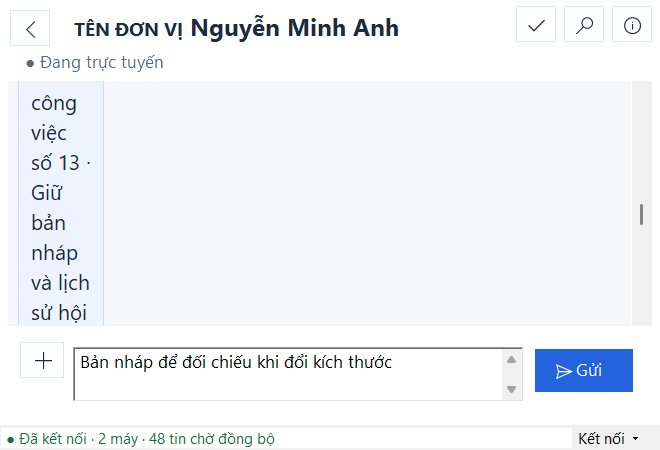 TÊN ĐƠN VỊ Nguyễn Minh Anh
● Đang trực tuyến
công
việc
số 13 ·
Giữ
bản
nháp
và lịch
sử hội
Bản nháp để đối chiếu khi đổi kích thước
Gửi
● Đã kết nối · 2 máy · 48 tin chờ đồng bộ
Kết nối